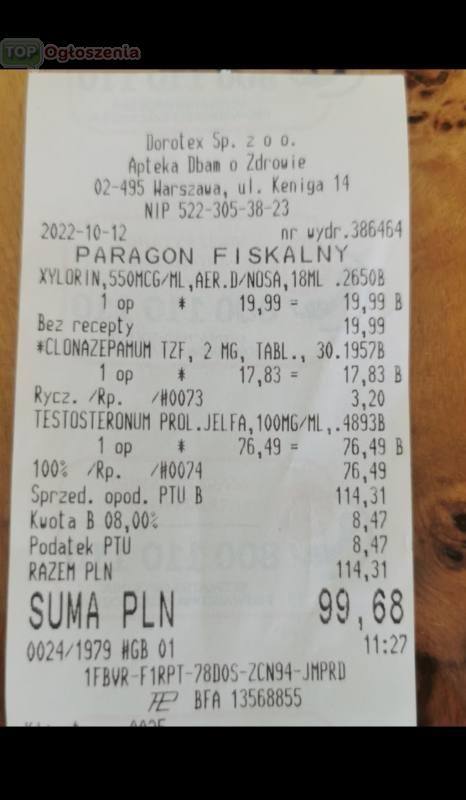 TOP Ogłoszenia
Dorotex Sp. z o o.
Apteka Dbam o Zdrowie
02-495 Warszawa, ul. Keniga 14
NIP 522-305-38-23
2022-10-12 nr wydr.386464
PARAGON FISKALNY
XYLORIN,550MCG/ML,AER.D/NOSA,18ML .2650B
1 op * 19,99 = 19,99 B
Bez recepty 19,99
*CLONAZEPAMUM TZF, 2 MG, TABL., 30.1957B
1 op * 17,83 = 17,83 B
Rycz. /Rp. /#0073 3,20
TESTOSTERONUM PROL.JELFA,100MG/ML,.4893B
1 op * 76,49 = 76,49 B
100% /Rp. /#0074 76,49
Sprzed. opod. PTU B 114,31
Kwota B 08,00% 8,47
Podatek PTU 8,47
RAZEM PLN 114,31
SUMA PLN 99,68
0024/1979 #GB 01 11:27
1FBVR-F1RPT-78DOS-ZCN94-JMPRD
BFA 13568855